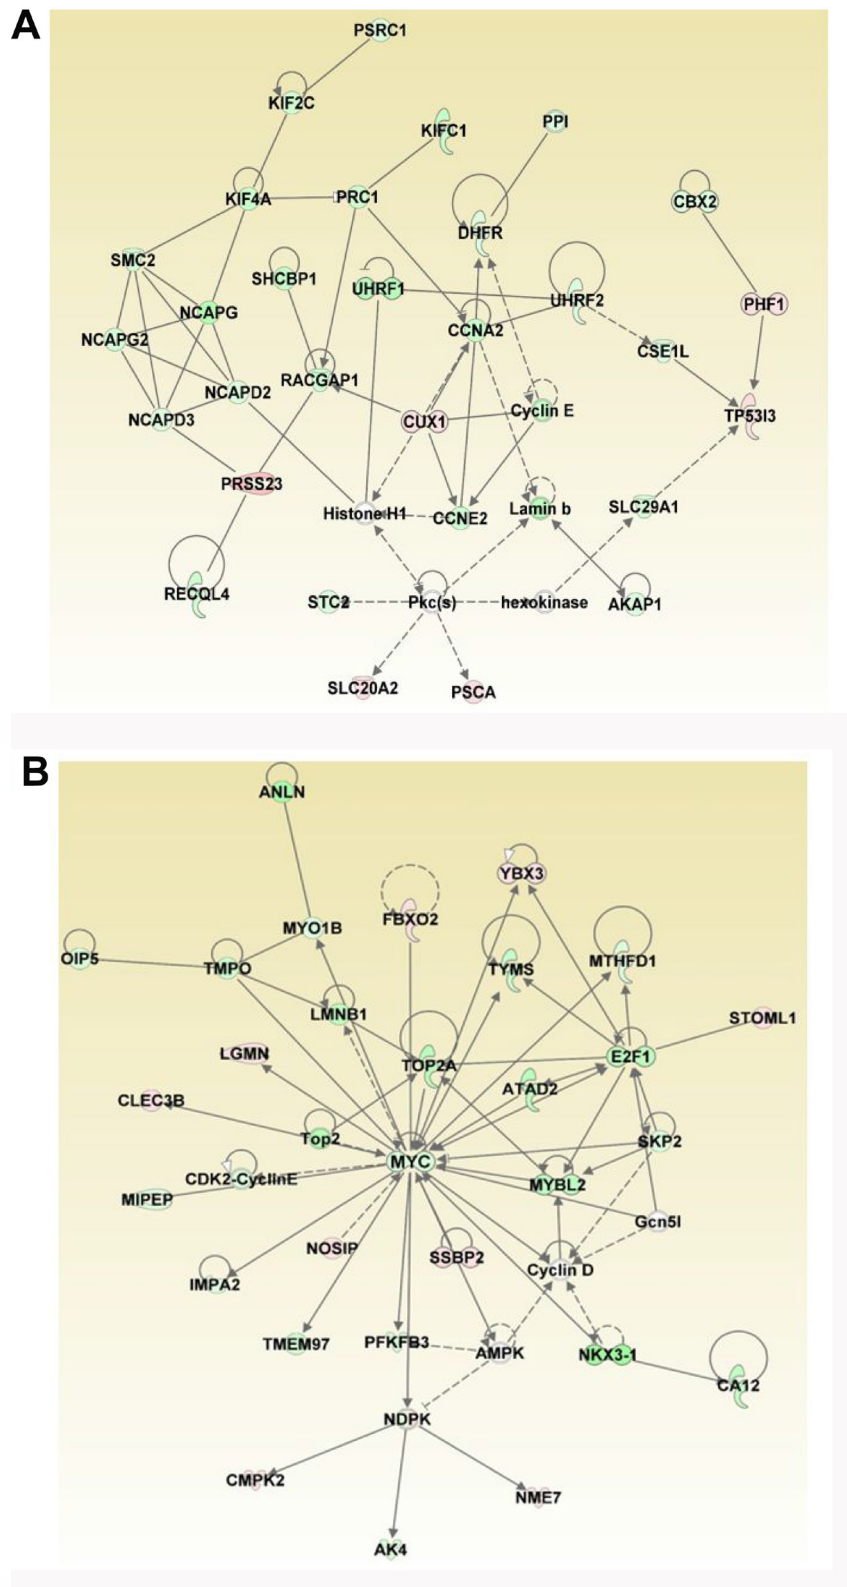 A
PSRC1
KIF2C
KIFC1
PPI
KIF4A
PRC1
CBX2
DHFR
SMC2
SHCBP1
UHRF1
UHRF2
PHF1
NCAPG
NCAPG2
CCNA2
CSE1L
RACGAP1
NCAPD2
NCAPD3
CUX1
Cyclin E
TP53I3
PRSS23
Histone H1
CCNE2
Lamin b
SLC29A1
RECQL4
STC2
Pkc(s)
hexokinase
AKAP1
SLC20A2
PSCA
B
ANLN
YBX3
FBXO2
MYO1B
OIP5
TMPO
TYMS
MTHFD1
LMNB1
STOML1
LGMN
TOP2A
E2F1
ATAD2
CLEC3B
Top2
SKP2
MYC
CDK2-CyclinE
MYBL2
MIPEP
Gcn5l
NOSIP
SSBP2
Cyclin D
IMPA2
TMEM97
PFKFB3
AMPK
NKX3-1
CA12
NDPK
CMPK2
NME7
AK4